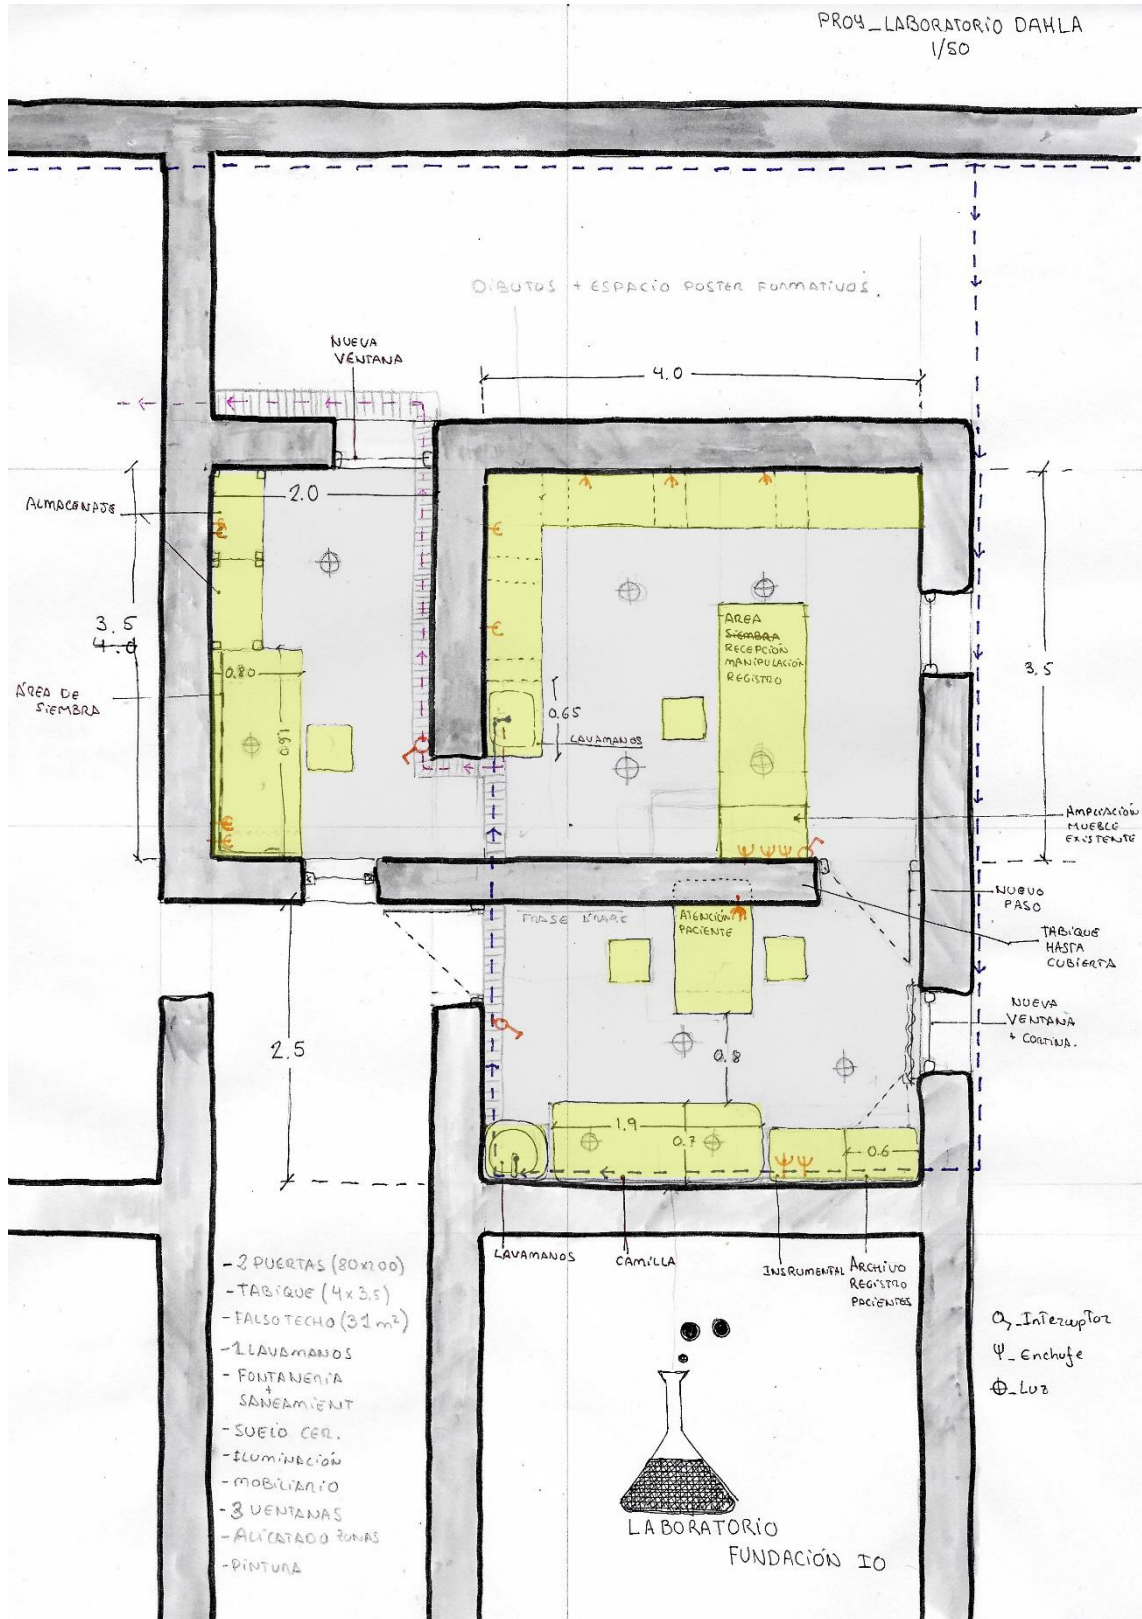 PROY_LABORATORIO DAHLA
1/50
DIBUJOS + ESPACIO POSTER FORMATIVOS.
NUEVA
VENTANA
4.0
2.0
ALMACENAJE
3.5
4.0
0.80
ÁREA DE
SIEMBRA
1.60
AREA
SIEMBRA
RECEPCIÓN
MANIPULACIÓN
REGISTRO
3.5
0.65
LAVAMANOS
AMPLIACIÓN
MUEBLE
EXISTENTE
NUEVO
PASO
TABIQUE
HASTA
CUBIERTA
ATENCIÓN
PACIENTE
NUEVA
VENTANA
+ CORTINA.
2.5
0.8
1.9
0.7
0.6
LAVAMANOS
CAMILLA
INSRUMENTAL
ARCHIVO
REGISTRO
PACIENTES
- 2 PUERTAS (80x200)
- TABIQUE (4x3,5)
- FALSO TECHO (31 m²)
- 1 LAVAMANOS
- FONTANERÍA
+
SANEAMIENT
- SUELO CER.
- ILUMINACIÓN
- MOBILIARIO
- 3 VENTANAS
- ALICATADO ZONAS
- PINTURA
_Interruptor
_Enchufe
_Luz
LABORATORIO
FUNDACIÓN IO